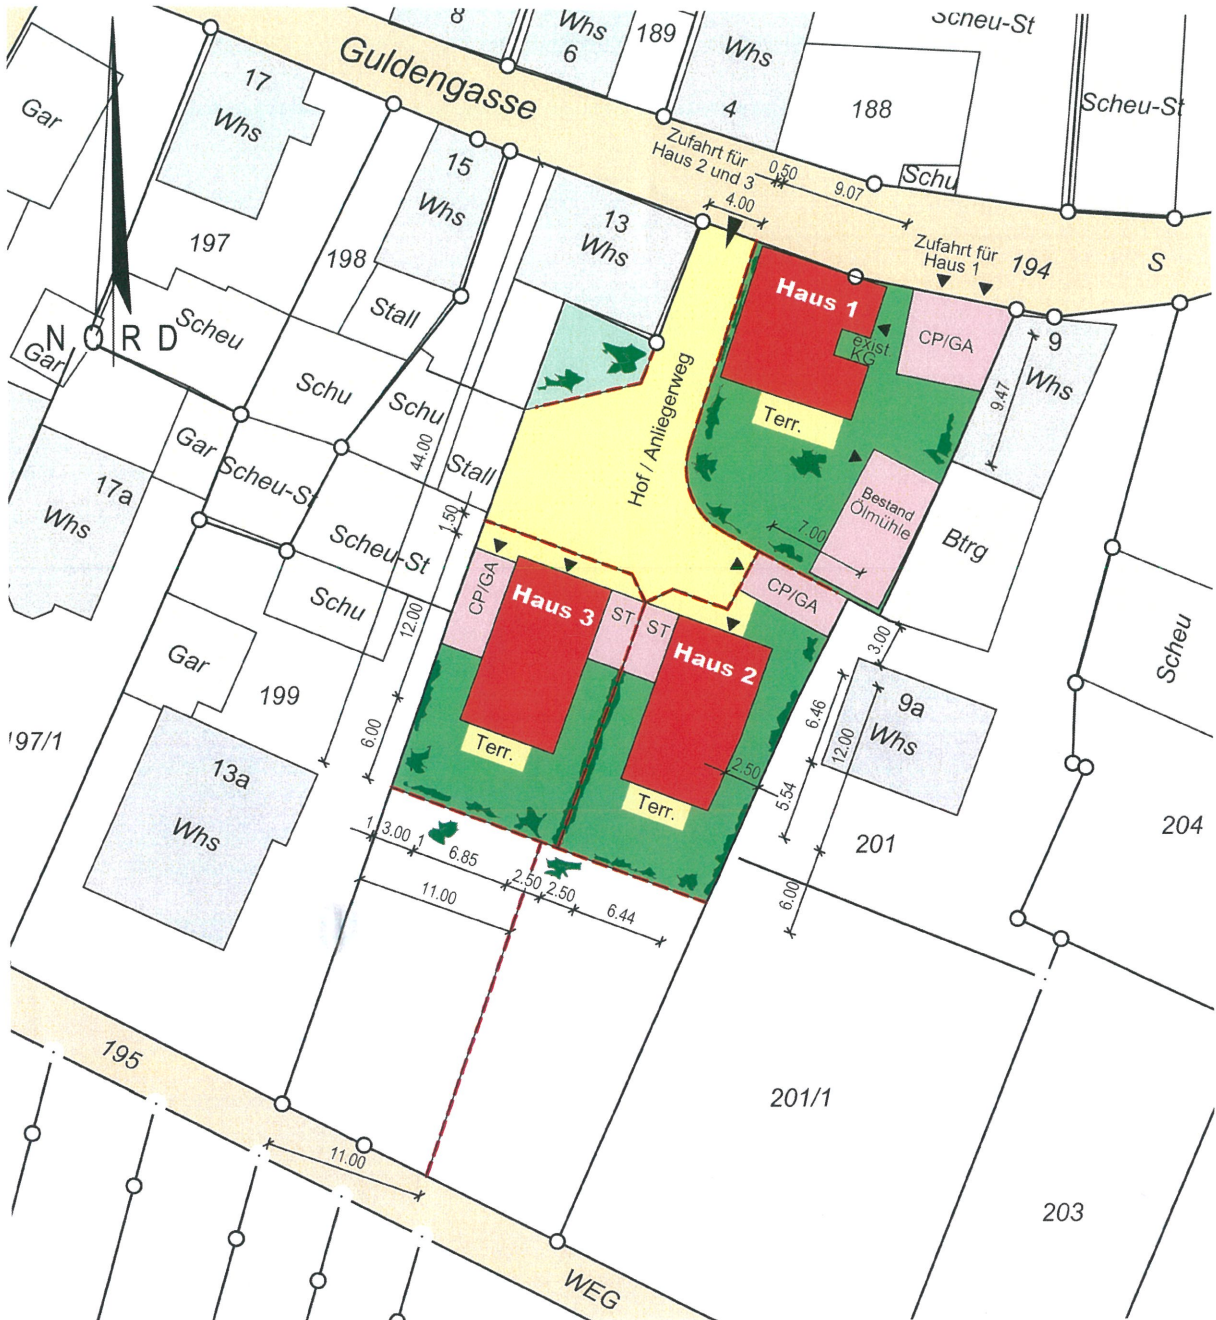 8
Whs
6
189
Whs
4
Scheu-St
Scheu-St
188
Schu
Gar
17
Whs
Guldengasse
15
Whs
13
Whs
Zufahrt für
Haus 2 und 3
0.50
9.07
4.00
Zufahrt für
Haus 1
194
S
197
198
Stall
Scheu
NORD
Gar
Haus 1
exist.
KG
CP/GA
9
Whs
9.47
Terr.
Schu
Schu
Hof / Anliegerweg
44.00
Stall
Gar
Scheu-St
17a
Whs
1.50
Scheu-St
Bestand
Ölmühle
7.00
Btrg
Schu
12.00
CP/GA
Haus 3
ST
ST
Haus 2
CP/GA
3.00
Scheu
Gar
199
197/1
6.00
Terr.
6.46
9a
Whs
12.00
2.50
5.54
Terr.
13a
Whs
1
3.00
1
6.85
2.50
2.50
6.44
11.00
201
204
6.00
195
11.00
201/1
203
WEG